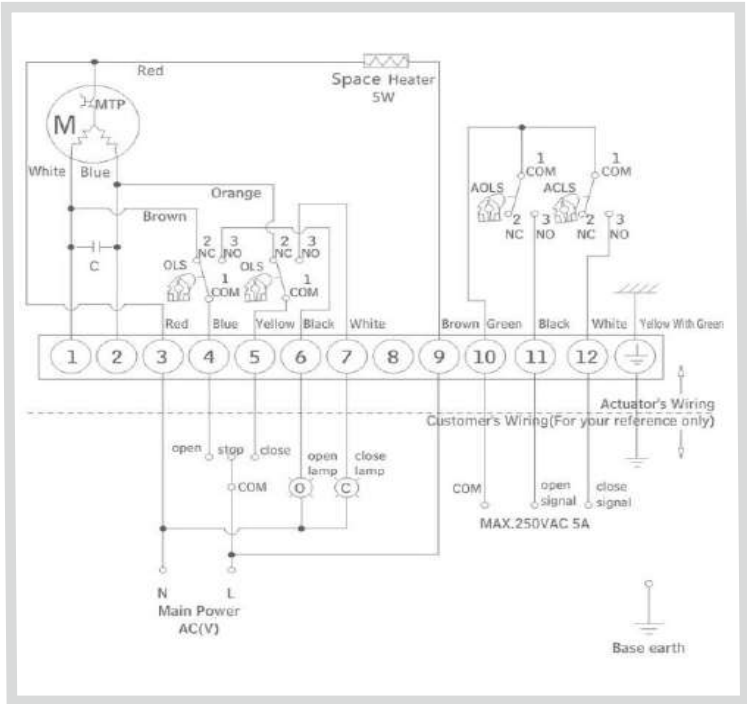 Red
Space Heater
5W
MTP
M
White Blue
Orange
Brown
C
OLS
2
NC
3
NO
1
COM
OLS
2
NC
3
NO
1
COM
AOLS
1
COM
2
NC
3
NO
ACLS
1
COM
2
NC
3
NO
Red Blue Yellow Black White Brown Green Black White Yellow With Green
1 2 3 4 5 6 7 8 9 10 11 12
Actuator's Wiring
Customer's Wiring(For your reference only)
open stop close
COM
open
lamp
close
lamp
O C
COM
open
signal
close
signal
MAX.250VAC 5A
N L
Main Power
AC(V)
Base earth